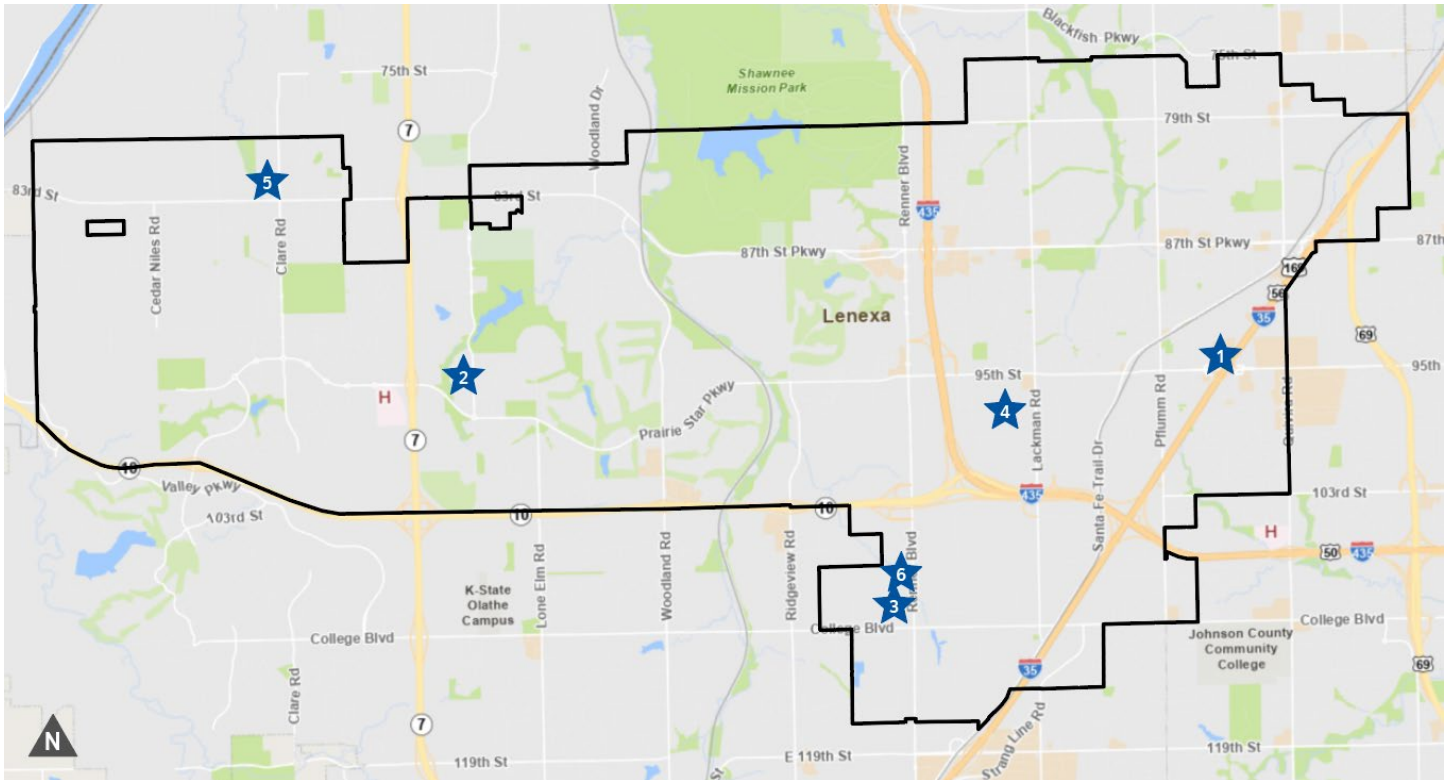 Blackfish Pkwy
75th St
75th St
Shawnee
Mission Park
Woodland Dr
7
79th St
Renner Blvd
5
83rd St
83rd St
435
Cedar Niles Rd
Clare Rd
87th St Pkwy
87th St Pkwy
87th
169
56
35
Lenexa
69
1
95th St
95th
2
H
4
Prairie Star Pkwy
Lackman Rd
Pflumm Rd
Quivira Rd
7
Santa-Fe-Trail-Dr
10
Valley Pkwy
103rd St
10
10
435
103rd St
H
50
435
Lone Elm Rd
Woodland Rd
Ridgeview Rd
6
Renner Blvd
3
K-State
Olathe
Campus
College Blvd
College Blvd
College Blvd
Johnson County
Community
College
35
69
Clare Rd
7
N
119th St
E 119th St
St
Strang Line Rd
119th St